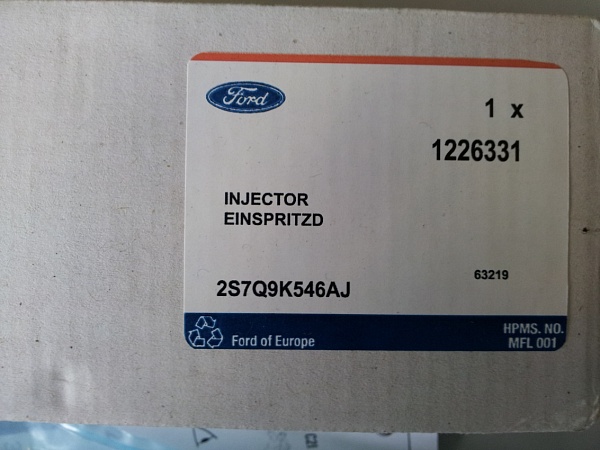 Ford
1 x
1226331
INJECTOR
EINSPRITZD
63219
2S7Q9K546AJ
Ford of Europe
HPMS. NO.
MFL 001